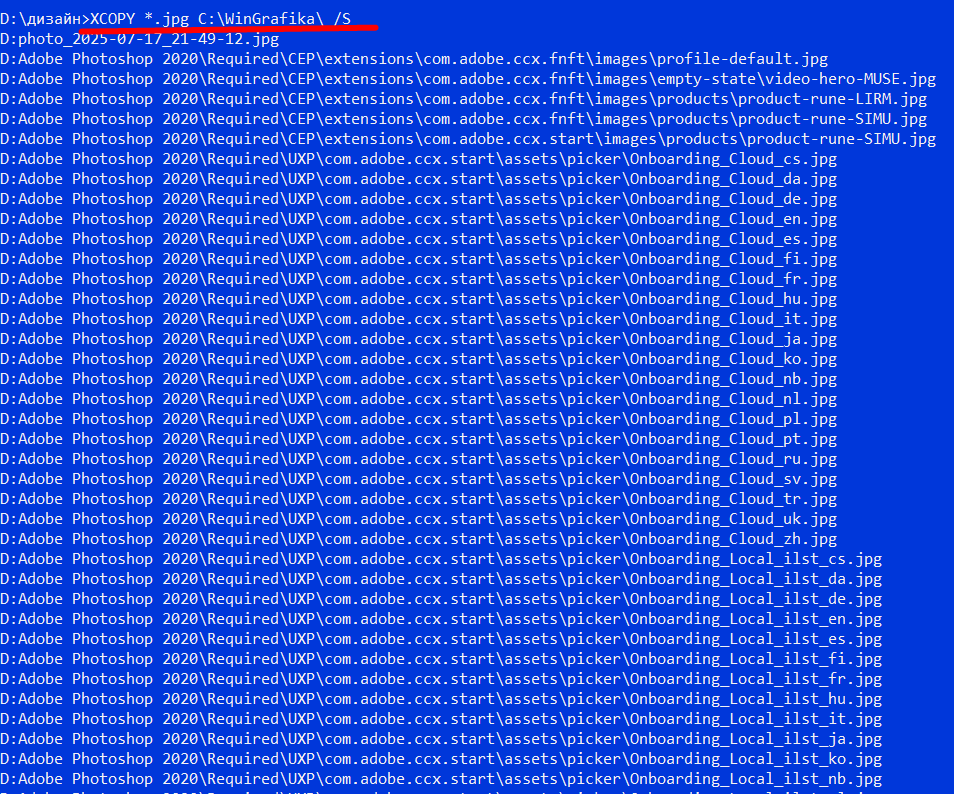 D:\дизайн>XCOPY *.jpg C:\WinGrafika\ /S
D:photo_2025-07-17_21-49-12.jpg
D:Adobe Photoshop 2020\Required\CEP\extensions\com.adobe.ccx.fnft\images\profile-default.jpg
D:Adobe Photoshop 2020\Required\CEP\extensions\com.adobe.ccx.fnft\images\empty-state\video-hero-MUSE.jpg
D:Adobe Photoshop 2020\Required\CEP\extensions\com.adobe.ccx.fnft\images\products\product-rune-LIRM.jpg
D:Adobe Photoshop 2020\Required\CEP\extensions\com.adobe.ccx.fnft\images\products\product-rune-SIMU.jpg
D:Adobe Photoshop 2020\Required\CEP\extensions\com.adobe.ccx.start\images\products\product-rune-SIMU.jpg
D:Adobe Photoshop 2020\Required\UXP\com.adobe.ccx.start\assets\picker\Onboarding_Cloud_cs.jpg
D:Adobe Photoshop 2020\Required\UXP\com.adobe.ccx.start\assets\picker\Onboarding_Cloud_da.jpg
D:Adobe Photoshop 2020\Required\UXP\com.adobe.ccx.start\assets\picker\Onboarding_Cloud_de.jpg
D:Adobe Photoshop 2020\Required\UXP\com.adobe.ccx.start\assets\picker\Onboarding_Cloud_en.jpg
D:Adobe Photoshop 2020\Required\UXP\com.adobe.ccx.start\assets\picker\Onboarding_Cloud_es.jpg
D:Adobe Photoshop 2020\Required\UXP\com.adobe.ccx.start\assets\picker\Onboarding_Cloud_fi.jpg
D:Adobe Photoshop 2020\Required\UXP\com.adobe.ccx.start\assets\picker\Onboarding_Cloud_fr.jpg
D:Adobe Photoshop 2020\Required\UXP\com.adobe.ccx.start\assets\picker\Onboarding_Cloud_hu.jpg
D:Adobe Photoshop 2020\Required\UXP\com.adobe.ccx.start\assets\picker\Onboarding_Cloud_it.jpg
D:Adobe Photoshop 2020\Required\UXP\com.adobe.ccx.start\assets\picker\Onboarding_Cloud_ja.jpg
D:Adobe Photoshop 2020\Required\UXP\com.adobe.ccx.start\assets\picker\Onboarding_Cloud_ko.jpg
D:Adobe Photoshop 2020\Required\UXP\com.adobe.ccx.start\assets\picker\Onboarding_Cloud_nb.jpg
D:Adobe Photoshop 2020\Required\UXP\com.adobe.ccx.start\assets\picker\Onboarding_Cloud_nl.jpg
D:Adobe Photoshop 2020\Required\UXP\com.adobe.ccx.start\assets\picker\Onboarding_Cloud_pl.jpg
D:Adobe Photoshop 2020\Required\UXP\com.adobe.ccx.start\assets\picker\Onboarding_Cloud_pt.jpg
D:Adobe Photoshop 2020\Required\UXP\com.adobe.ccx.start\assets\picker\Onboarding_Cloud_ru.jpg
D:Adobe Photoshop 2020\Required\UXP\com.adobe.ccx.start\assets\picker\Onboarding_Cloud_sv.jpg
D:Adobe Photoshop 2020\Required\UXP\com.adobe.ccx.start\assets\picker\Onboarding_Cloud_tr.jpg
D:Adobe Photoshop 2020\Required\UXP\com.adobe.ccx.start\assets\picker\Onboarding_Cloud_uk.jpg
D:Adobe Photoshop 2020\Required\UXP\com.adobe.ccx.start\assets\picker\Onboarding_Cloud_zh.jpg
D:Adobe Photoshop 2020\Required\UXP\com.adobe.ccx.start\assets\picker\Onboarding_Local_ilst_cs.jpg
D:Adobe Photoshop 2020\Required\UXP\com.adobe.ccx.start\assets\picker\Onboarding_Local_ilst_da.jpg
D:Adobe Photoshop 2020\Required\UXP\com.adobe.ccx.start\assets\picker\Onboarding_Local_ilst_de.jpg
D:Adobe Photoshop 2020\Required\UXP\com.adobe.ccx.start\assets\picker\Onboarding_Local_ilst_en.jpg
D:Adobe Photoshop 2020\Required\UXP\com.adobe.ccx.start\assets\picker\Onboarding_Local_ilst_es.jpg
D:Adobe Photoshop 2020\Required\UXP\com.adobe.ccx.start\assets\picker\Onboarding_Local_ilst_fi.jpg
D:Adobe Photoshop 2020\Required\UXP\com.adobe.ccx.start\assets\picker\Onboarding_Local_ilst_fr.jpg
D:Adobe Photoshop 2020\Required\UXP\com.adobe.ccx.start\assets\picker\Onboarding_Local_ilst_hu.jpg
D:Adobe Photoshop 2020\Required\UXP\com.adobe.ccx.start\assets\picker\Onboarding_Local_ilst_it.jpg
D:Adobe Photoshop 2020\Required\UXP\com.adobe.ccx.start\assets\picker\Onboarding_Local_ilst_ja.jpg
D:Adobe Photoshop 2020\Required\UXP\com.adobe.ccx.start\assets\picker\Onboarding_Local_ilst_ko.jpg
D:Adobe Photoshop 2020\Required\UXP\com.adobe.ccx.start\assets\picker\Onboarding_Local_ilst_nb.jpg